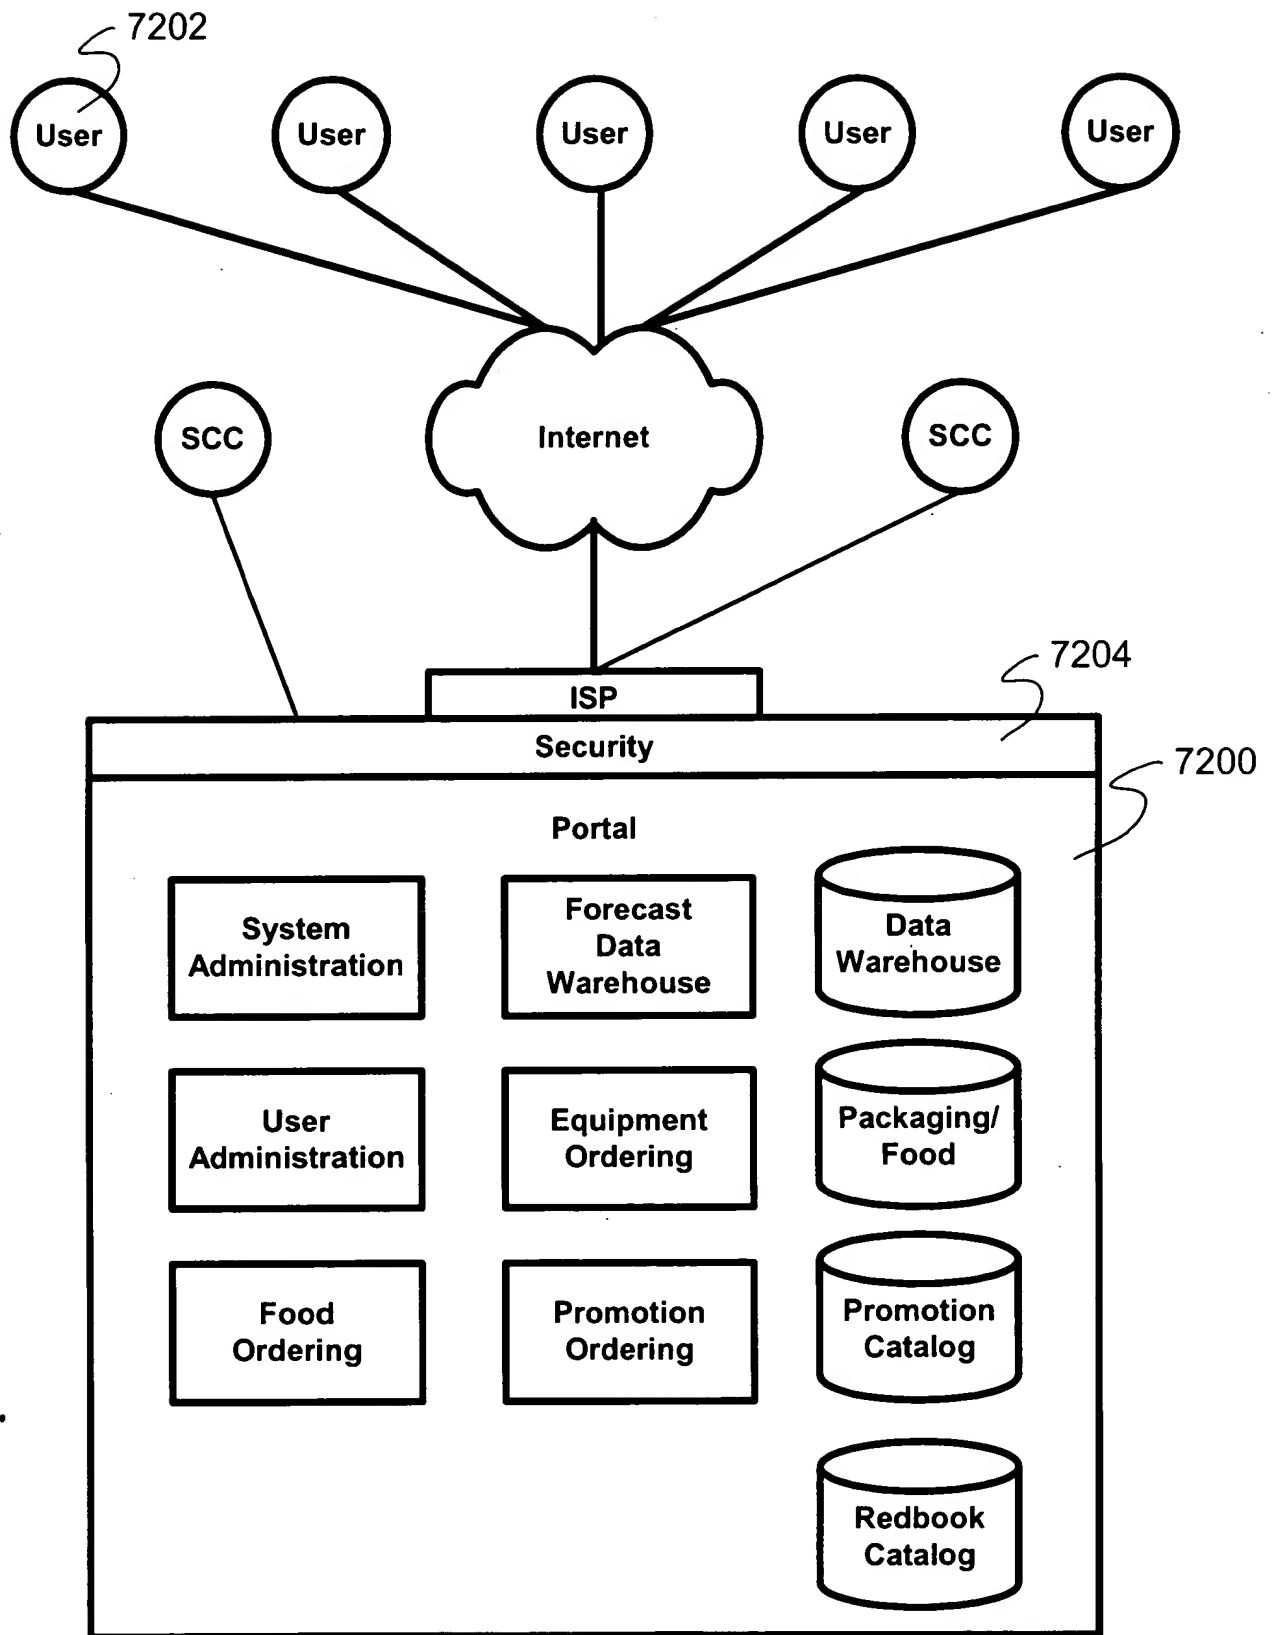 7202
User
User
User
User
User
SCC
Internet
SCC
ISP
7204
Security
7200
Portal
System
Administration
Forecast
Data
Warehouse
Data
Warehouse
User
Administration
Equipment
Ordering
Packaging/
Food
Food
Ordering
Promotion
Ordering
Promotion
Catalog
Redbook
Catalog